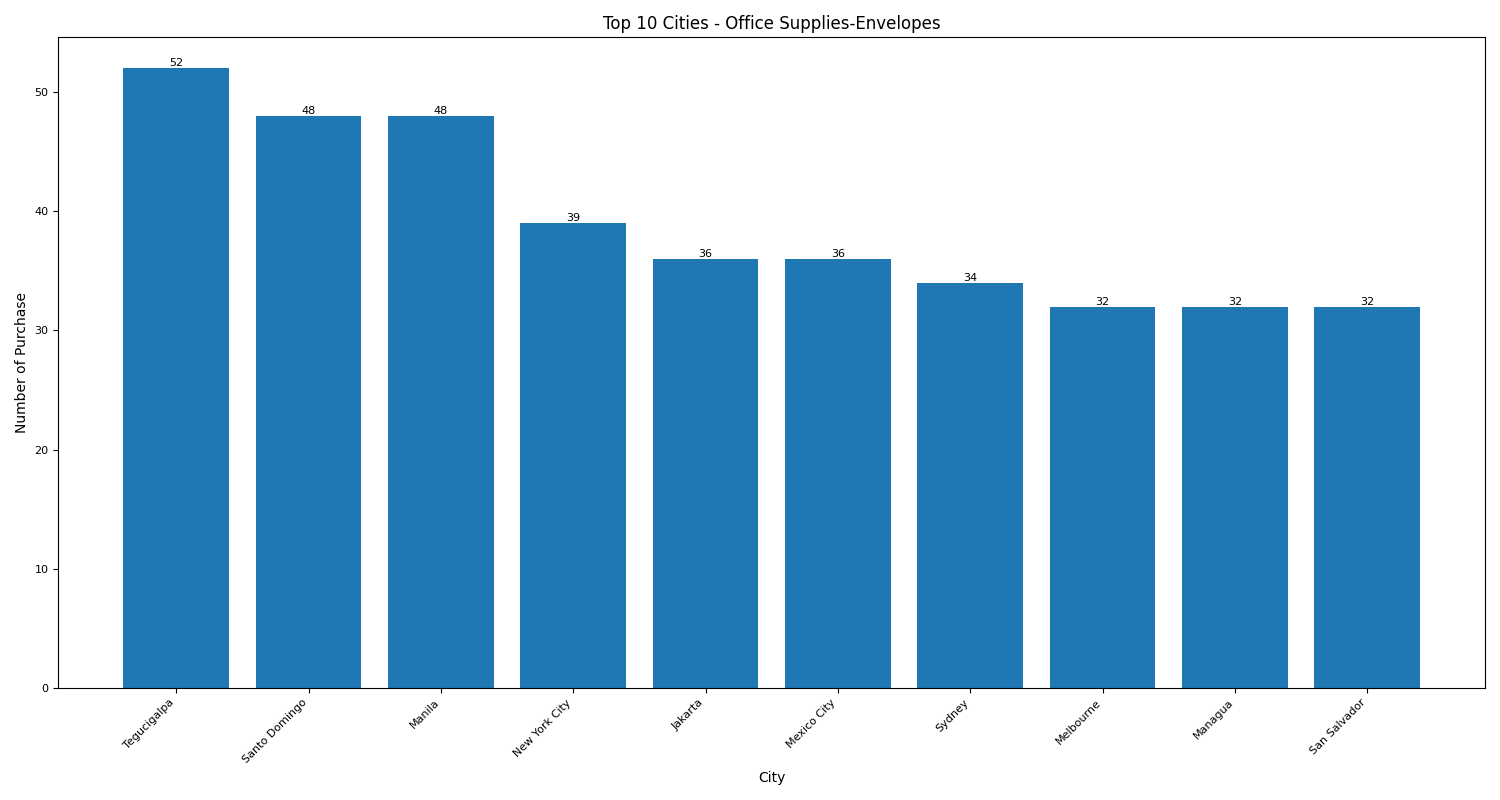 Top 10 Cities - Office Supplies-Envelopes
Number of Purchase
50
40
30
20
10
0
52
48
48
39
36
36
34
32
32
32
Tegucigalpa
Santo Domingo
Manila
New York City
Jakarta
Mexico City
Sydney
Melbourne
Managua
San Salvador
City